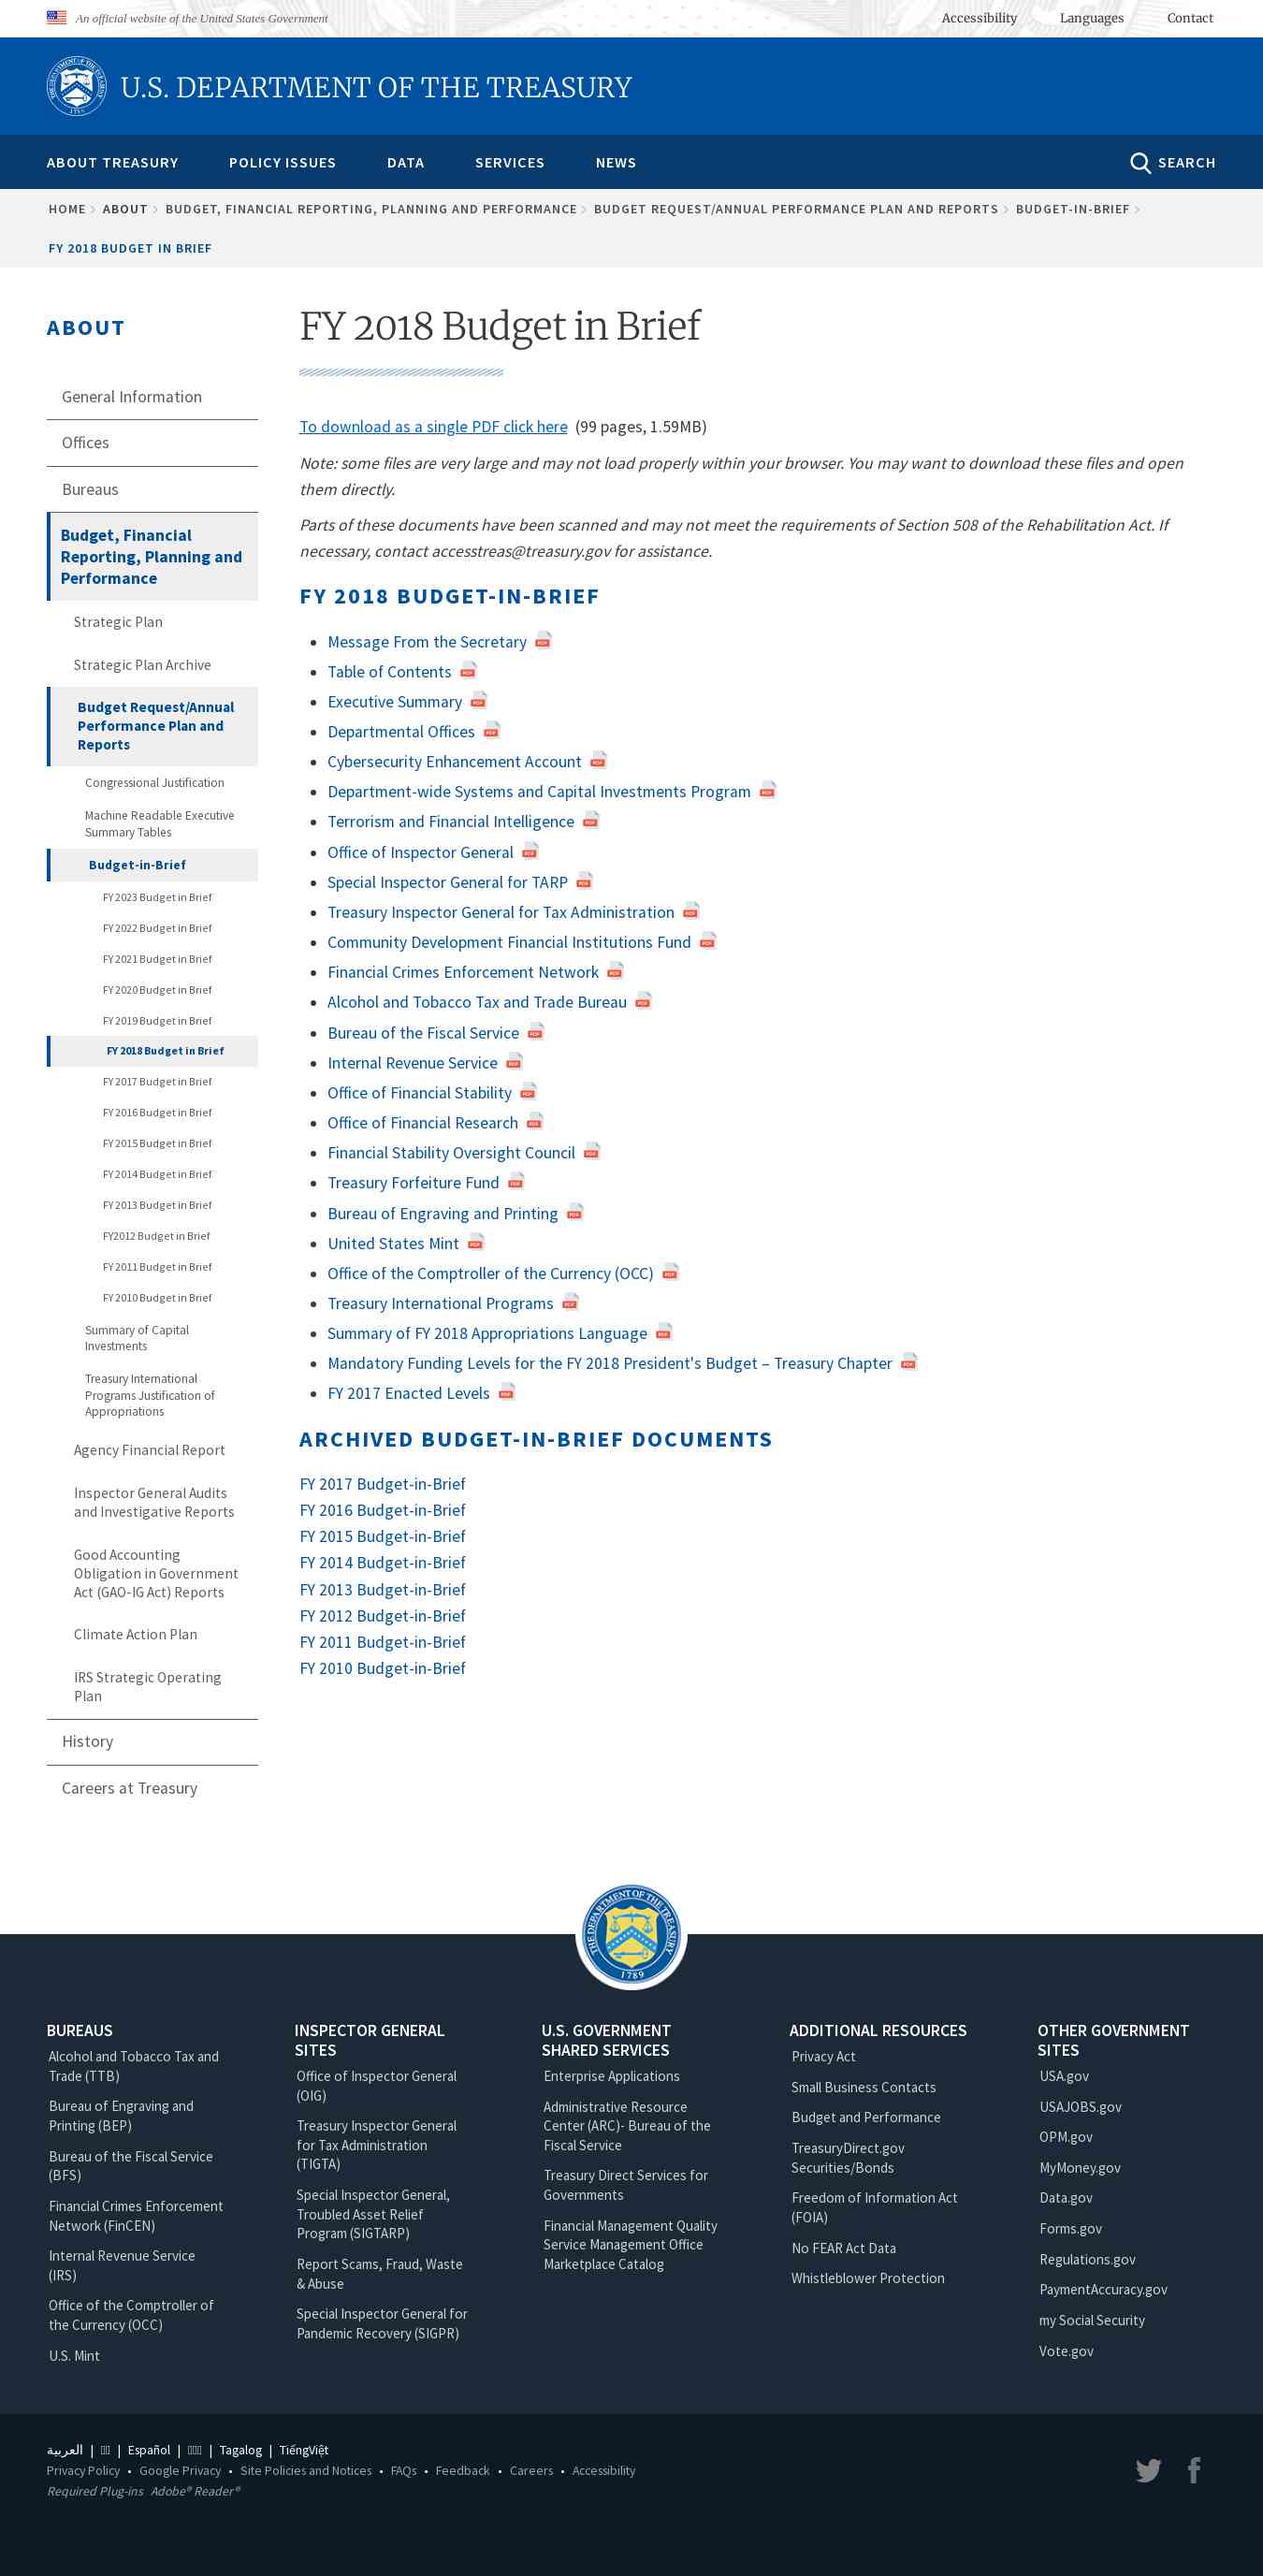 An official website of the United States Government
Accessibility Languages Contact
U.S. DEPARTMENT OF THE TREASURY
ABOUT TREASURY POLICY ISSUES DATA SERVICES NEWS SEARCH
HOME ABOUT BUDGET, FINANCIAL REPORTING, PLANNING AND PERFORMANCE BUDGET REQUEST/ANNUAL PERFORMANCE PLAN AND REPORTS BUDGET-IN-BRIEF
FY 2018 BUDGET IN BRIEF
ABOUT
General Information
Offices
Bureaus
Budget, Financial
Reporting, Planning and
Performance
Strategic Plan
Strategic Plan Archive
Budget Request/Annual
Performance Plan and
Reports
Congressional Justification
Machine Readable Executive
Summary Tables
Budget-in-Brief
FY 2023 Budget in Brief
FY 2022 Budget in Brief
FY 2021 Budget in Brief
FY 2020 Budget in Brief
FY 2019 Budget in Brief
FY 2018 Budget in Brief
FY 2017 Budget in Brief
FY 2016 Budget in Brief
FY 2015 Budget in Brief
FY 2014 Budget in Brief
FY 2013 Budget in Brief
FY2012 Budget in Brief
FY 2011 Budget in Brief
FY 2010 Budget in Brief
Summary of Capital
Investments
Treasury International
Programs Justification of
Appropriations
Agency Financial Report
Inspector General Audits
and Investigative Reports
Good Accounting
Obligation in Government
Act (GAO-IG Act) Reports
Climate Action Plan
IRS Strategic Operating
Plan
History
Careers at Treasury
FY 2018 Budget in Brief
To download as a single PDF click here (99 pages, 1.59MB)
Note: some files are very large and may not load properly within your browser. You may want to download these files and open
them directly.
Parts of these documents have been scanned and may not meet the requirements of Section 508 of the Rehabilitation Act. If
necessary, contact accesstreas@treasury.gov for assistance.
FY 2018 BUDGET-IN-BRIEF
Message From the Secretary
Table of Contents
Executive Summary
Departmental Offices
Cybersecurity Enhancement Account
Department-wide Systems and Capital Investments Program
Terrorism and Financial Intelligence
Office of Inspector General
Special Inspector General for TARP
Treasury Inspector General for Tax Administration
Community Development Financial Institutions Fund
Financial Crimes Enforcement Network
Alcohol and Tobacco Tax and Trade Bureau
Bureau of the Fiscal Service
Internal Revenue Service
Office of Financial Stability
Office of Financial Research
Financial Stability Oversight Council
Treasury Forfeiture Fund
Bureau of Engraving and Printing
United States Mint
Office of the Comptroller of the Currency (OCC)
Treasury International Programs
Summary of FY 2018 Appropriations Language
Mandatory Funding Levels for the FY 2018 President's Budget – Treasury Chapter
FY 2017 Enacted Levels
ARCHIVED BUDGET-IN-BRIEF DOCUMENTS
FY 2017 Budget-in-Brief
FY 2016 Budget-in-Brief
FY 2015 Budget-in-Brief
FY 2014 Budget-in-Brief
FY 2013 Budget-in-Brief
FY 2012 Budget-in-Brief
FY 2011 Budget-in-Brief
FY 2010 Budget-in-Brief
THE DEPARTMENT OF THE TREASURY
1789
BUREAUS
Alcohol and Tobacco Tax and
Trade (TTB)
Bureau of Engraving and
Printing (BEP)
Bureau of the Fiscal Service
(BFS)
Financial Crimes Enforcement
Network (FinCEN)
Internal Revenue Service
(IRS)
Office of the Comptroller of
the Currency (OCC)
U.S. Mint
INSPECTOR GENERAL
SITES
Office of Inspector General
(OIG)
Treasury Inspector General
for Tax Administration
(TIGTA)
Special Inspector General,
Troubled Asset Relief
Program (SIGTARP)
Report Scams, Fraud, Waste
& Abuse
Special Inspector General for
Pandemic Recovery (SIGPR)
U.S. GOVERNMENT
SHARED SERVICES
Enterprise Applications
Administrative Resource
Center (ARC)- Bureau of the
Fiscal Service
Treasury Direct Services for
Governments
Financial Management Quality
Service Management Office
Marketplace Catalog
ADDITIONAL RESOURCES
Privacy Act
Small Business Contacts
Budget and Performance
TreasuryDirect.gov
Securities/Bonds
Freedom of Information Act
(FOIA)
No FEAR Act Data
Whistleblower Protection
OTHER GOVERNMENT
SITES
USA.gov
USAJOBS.gov
OPM.gov
MyMoney.gov
Data.gov
Forms.gov
Regulations.gov
PaymentAccuracy.gov
my Social Security
Vote.gov
العربية | | Español | | Tagalog | TiếngViệt
Privacy Policy • Google Privacy • Site Policies and Notices • FAQs • Feedback • Careers • Accessibility
Required Plug-ins Adobe® Reader®